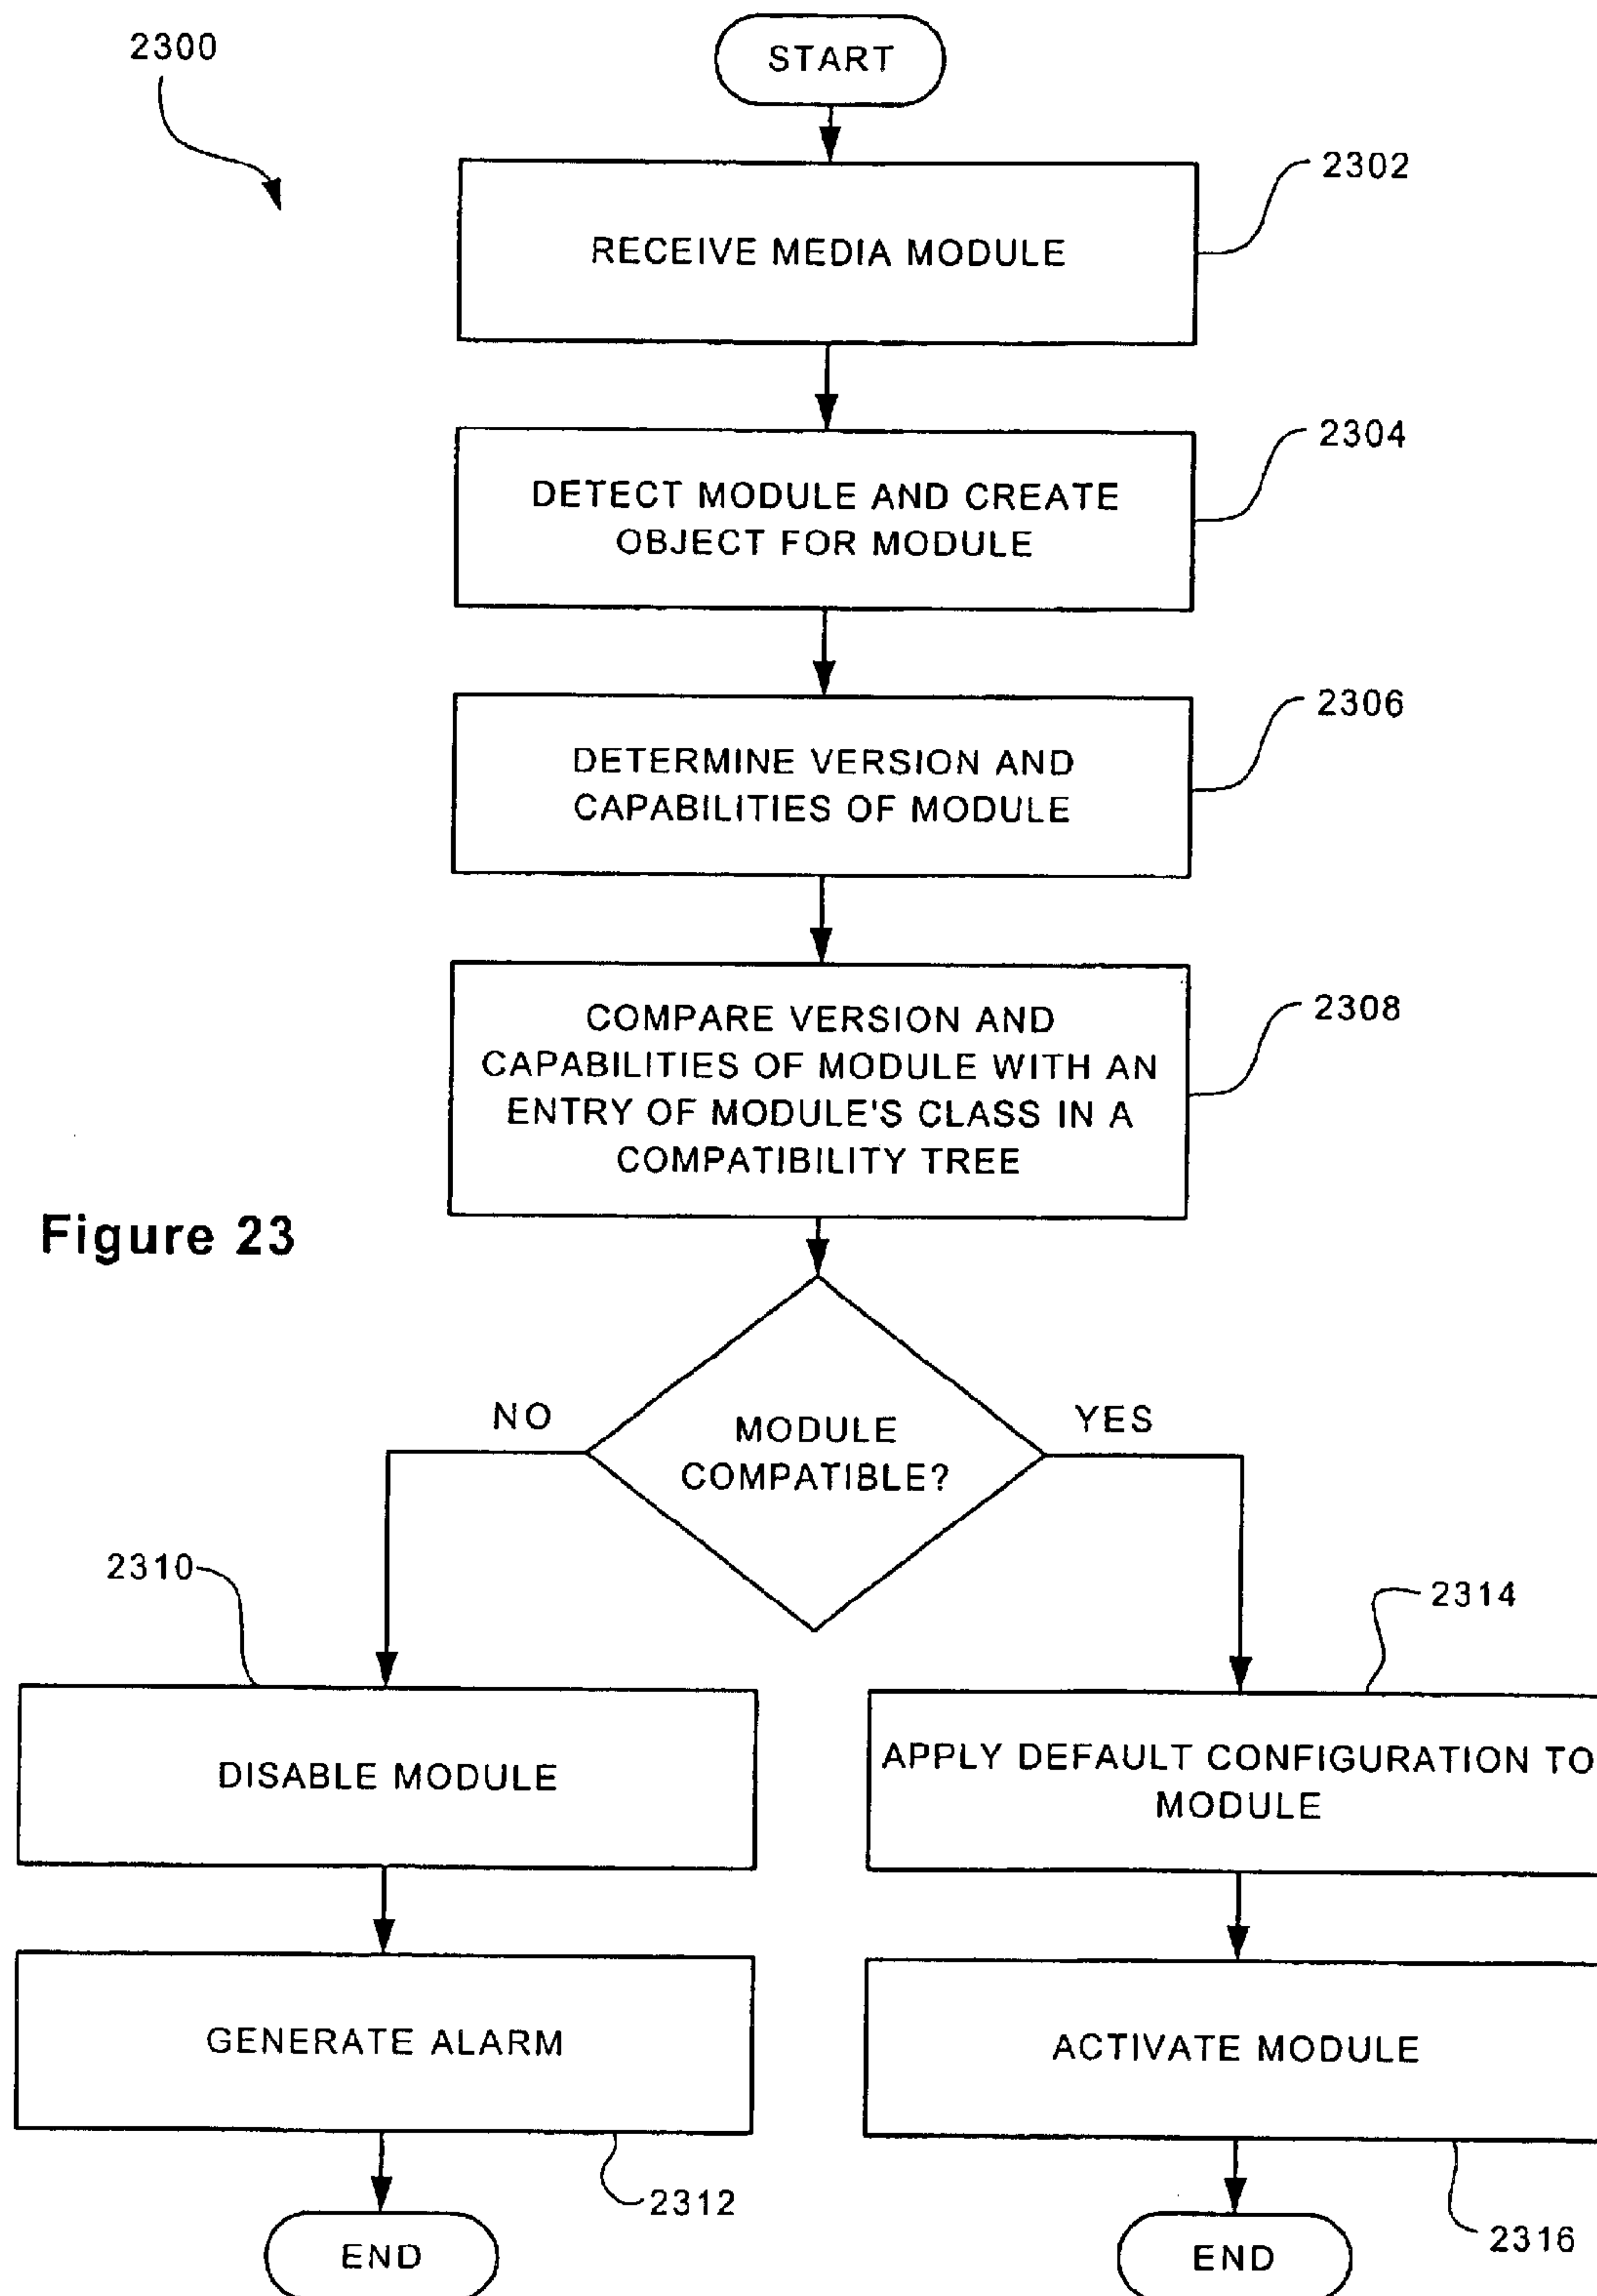 2300
START
2302
RECEIVE MEDIA MODULE
2304
DETECT MODULE AND CREATE
OBJECT FOR MODULE
2306
DETERMINE VERSION AND
CAPABILITIES OF MODULE
2308
COMPARE VERSION AND
CAPABILITIES OF MODULE WITH AN
ENTRY OF MODULE'S CLASS IN A
COMPATIBILITY TREE
Figure 23
NO
MODULE
COMPATIBLE?
YES
2310
2314
DISABLE MODULE
APPLY DEFAULT CONFIGURATION TO
MODULE
GENERATE ALARM
ACTIVATE MODULE
2312
2316
END
END